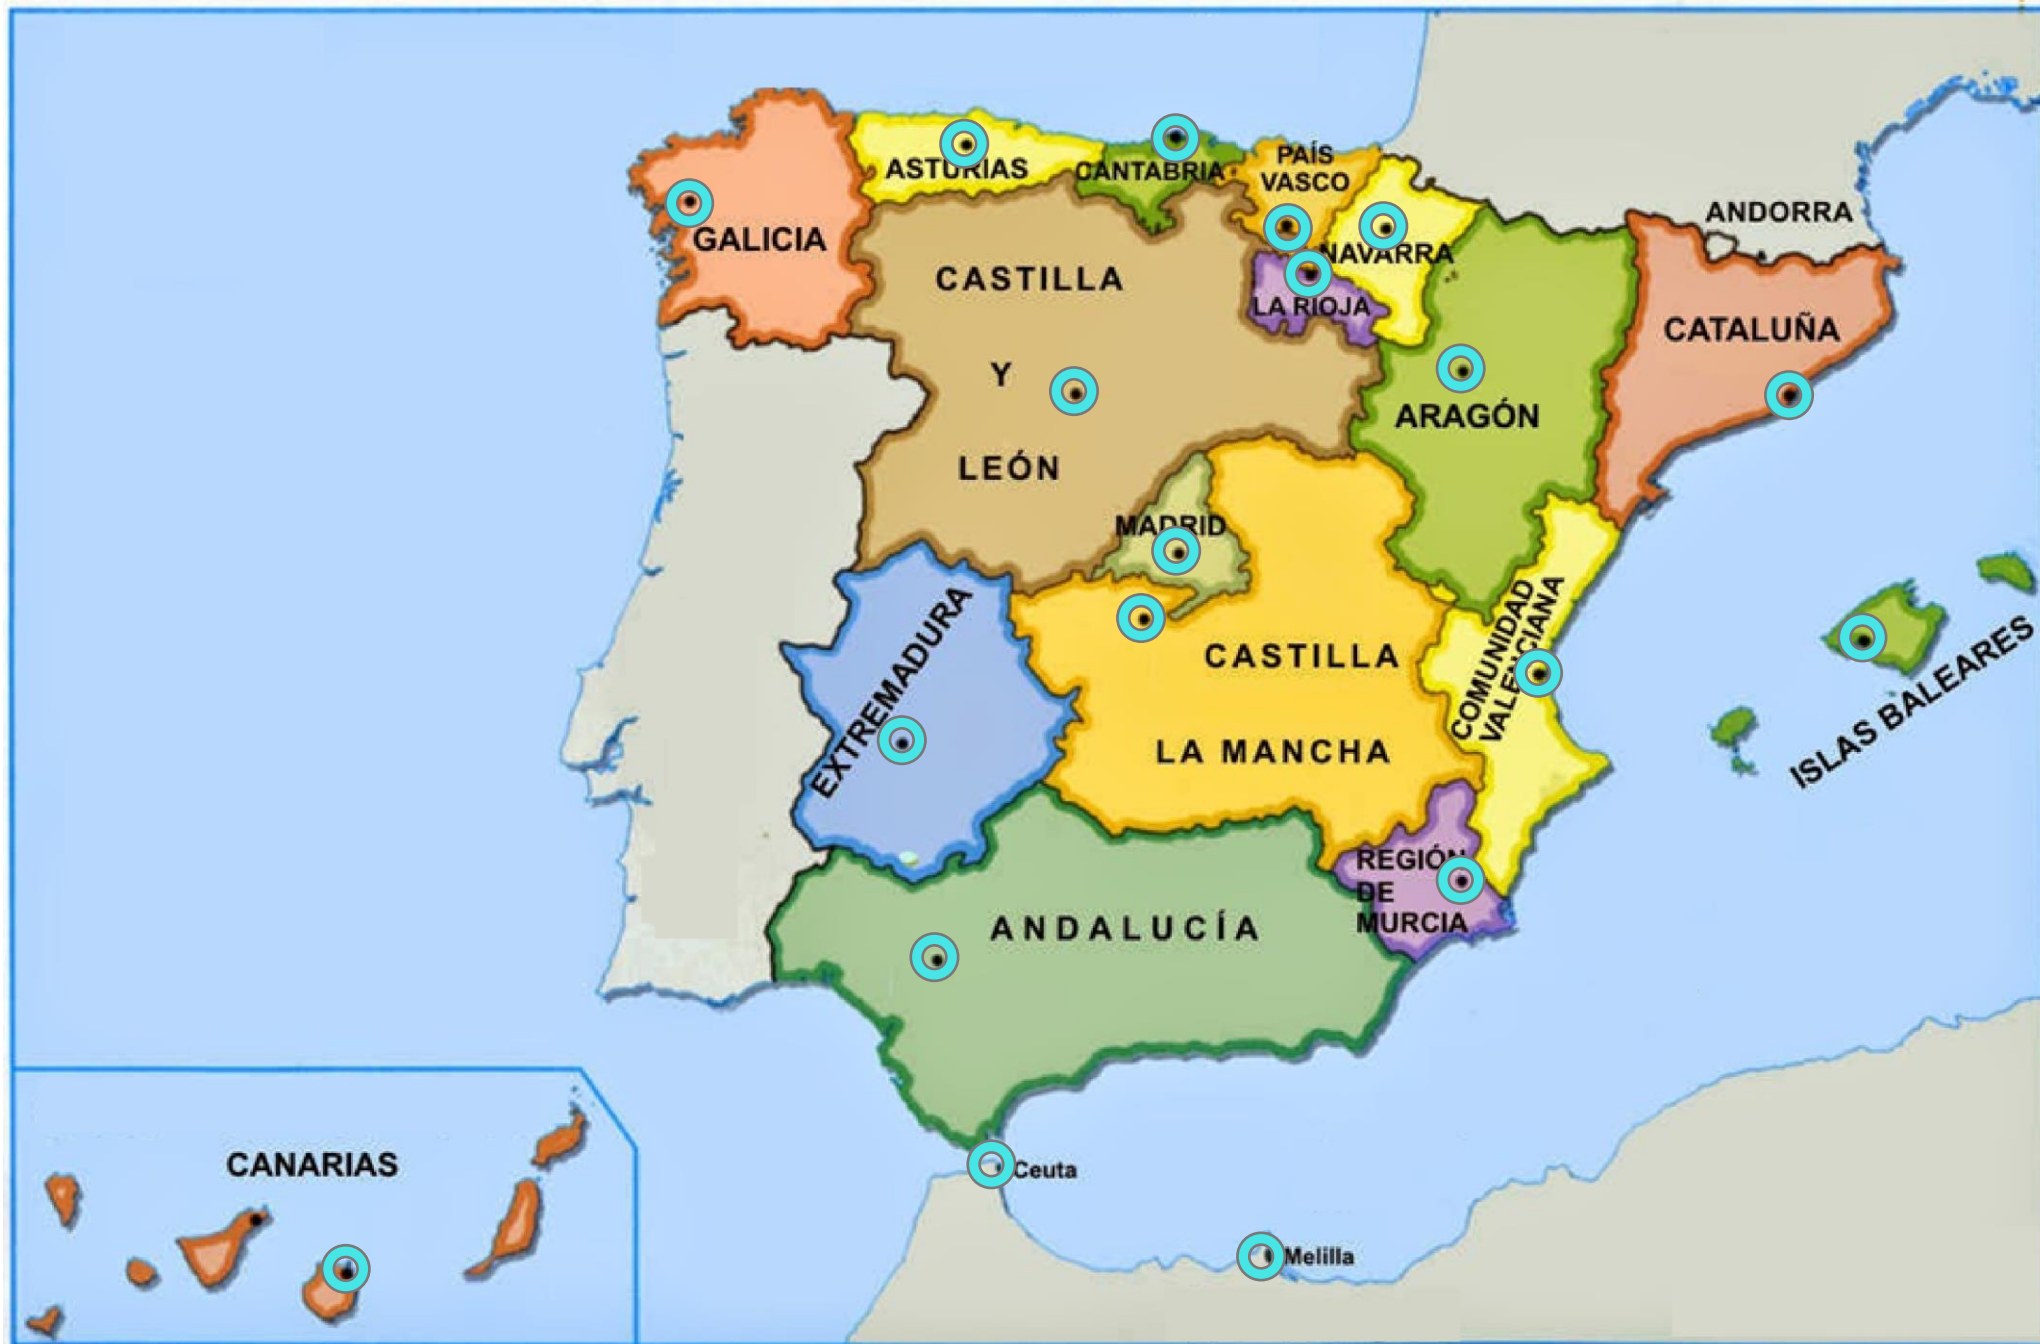 ASTURIAS
CANTABRIA
PAÍS
VASCO
GALICIA
NAVARRA
ANDORRA
CASTILLA
Y
LEÓN
LA RIOJA
CATALUÑA
ARAGÓN
MADRID
EXTREMADURA
CASTILLA
LA MANCHA
COMUNIDAD
VALENCIANA
ISLAS BALEARES
REGIÓN
DE
MURCIA
ANDALUCÍA
CANARIAS
Ceuta
Melilla